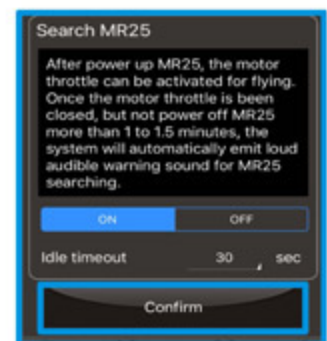 Search MR25
After power up MR25, the motor
throttle can be activated for flying.
Once the motor throttle is been
closed, but not power off MR25
more than 1 to 1.5 minutes, the
system will automatically emit loud
audible warning sound for MR25
searching.
ON OFF
Idle timeout 30 sec
Confirm